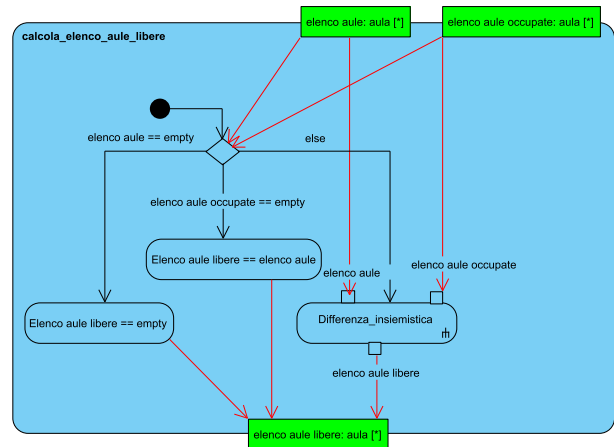 elenco aule: aula [*]
elenco aule occupate: aula [*]
calcola_elenco_aule_libere
elenco aule == empty
else
elenco aule occupate == empty
Elenco aule libere == elenco aule
elenco aule
elenco aule occupate
Elenco aule libere == empty
Differenza_insiemistica
elenco aule libere
elenco aule libere: aula [*]